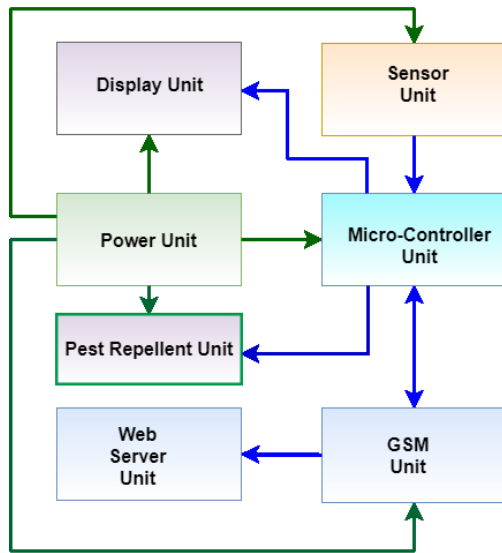 Display Unit
Sensor
Unit
Power Unit
Micro-Controller
Unit
Pest Repellent Unit
Web
Server
Unit
GSM
Unit